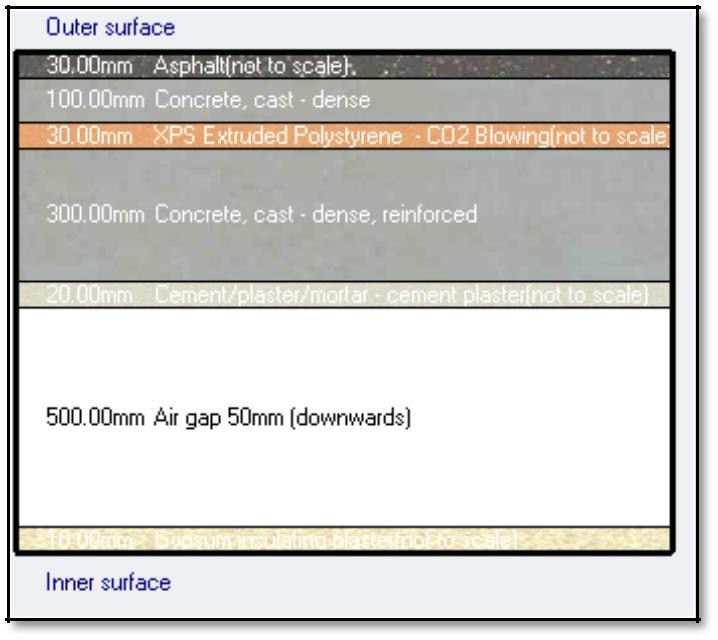 Outer surface
30.00mm Asphalt(not to scale)
100.00mm Concrete, cast - dense
30.00mm XPS Extruded Polystyrene - CO2 Blowing(not to scale
300.00mm Concrete, cast - dense, reinforced
20.00mm Cement/plaster/mortar - cement plaster(not to scale)
500.00mm Air gap 50mm (downwards)
10.00mm Gypsum insulating plaster(not to scale)
Inner surface